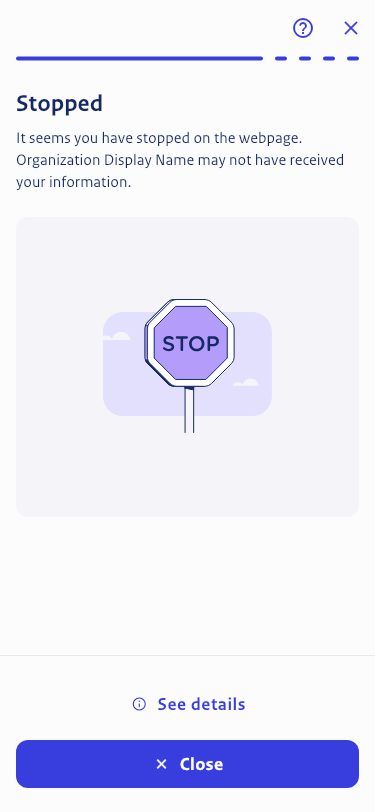 Stopped
It seems you have stopped on the webpage.
Organization Display Name may not have received
your information.
STOP
See details
Close